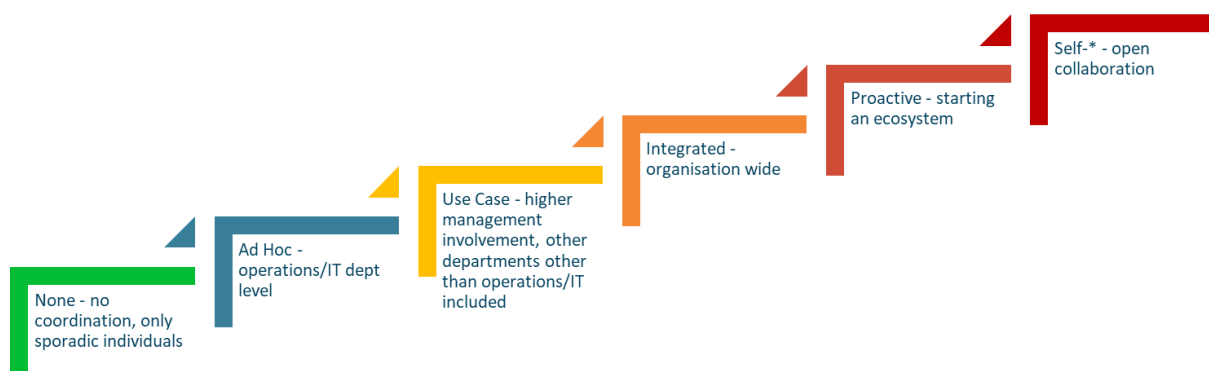 None - no
coordination, only
sporadic individuals
Ad Hoc -
operations/IT dept
level
Use Case - higher
management
involvement, other
departments other
than operations/IT
included
Integrated -
organisation wide
Proactive - starting
an ecosystem
Self-* - open
collaboration